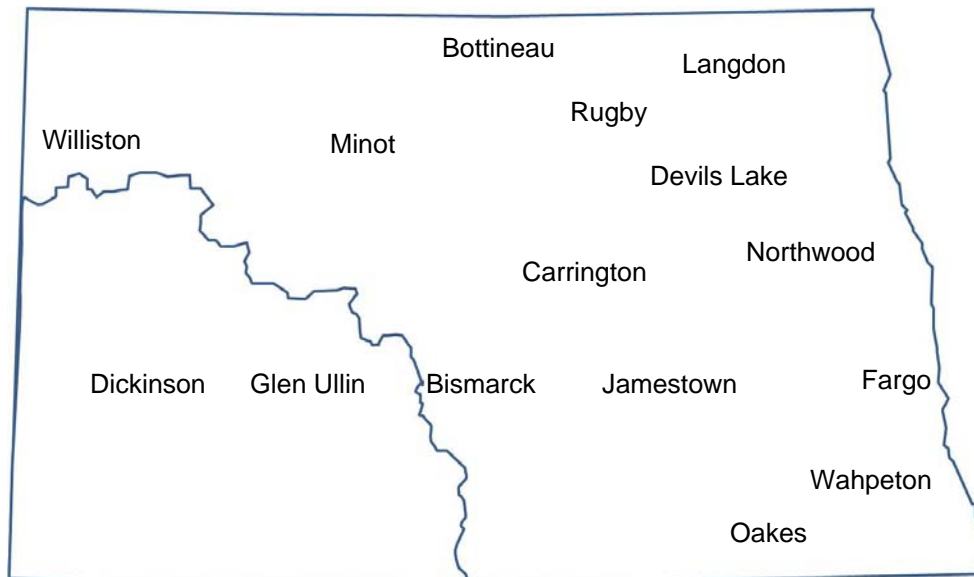 Bottineau
Langdon
Rugby
Williston
Minot
Devils Lake
Northwood
Carrington
Dickinson
Glen Ullin
Bismarck
Jamestown
Fargo
Wahpeton
Oakes